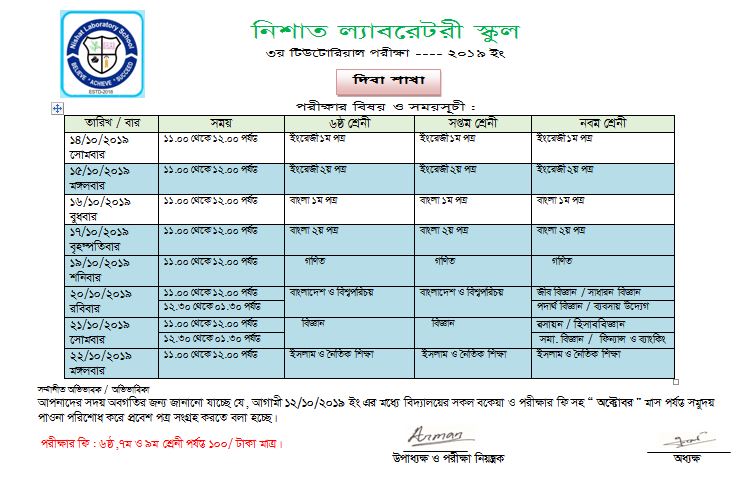 নিশাত ল্যাবরেটরী স্কুল
৩য় টিউটোরিয়াল পরীক্ষা ---- ২০১৯ ইং
Nishat Laboratory School
BELIEVE * ACHIEVE * SUCCEED
ESTD-2018
দিবা শাখা
পরীক্ষার বিষয় ও সময়সূচী :
তারিখ / বার সময় ৬ষ্ঠ শ্রেনী সপ্তম শ্রেনী নবম শ্রেনী
১৪/১০/২০১৯ ১১.০০ থেকে ১২.০০ পর্যন্ত ইংরেজী ১ম পত্র ইংরেজী ১ম পত্র ইংরেজী ১ম পত্র
সোমবার
১৫/১০/২০১৯ ১১.০০ থেকে ১২.০০ পর্যন্ত ইংরেজী ২য় পত্র ইংরেজী ২য় পত্র ইংরেজী ২য় পত্র
মঙ্গলবার
১৬/১০/২০১৯ ১১.০০ থেকে ১২.০০ পর্যন্ত বাংলা ১ম পত্র বাংলা ১ম পত্র বাংলা ১ম পত্র
বুধবার
১৭/১০/২০১৯ ১১.০০ থেকে ১২.০০ পর্যন্ত বাংলা ২য় পত্র বাংলা ২য় পত্র বাংলা ২য় পত্র
বৃহস্পতিবার
১৯/১০/২০১৯ ১১.০০ থেকে ১২.০০ পর্যন্ত গণিত গণিত গণিত
শনিবার
২০/১০/২০১৯ ১১.০০ থেকে ১২.০০ পর্যন্ত বাংলাদেশ ও বিশ্বপরিচয় বাংলাদেশ ও বিশ্বপরিচয় জীব বিজ্ঞান / সাধারন বিজ্ঞান
রবিবার ১২.৩০ থেকে ০১.৩০ পর্যন্ত পদার্থ বিজ্ঞান / ব্যবসায় উদ্যেগ
২১/১০/২০১৯ ১১.০০ থেকে ১২.০০ পর্যন্ত বিজ্ঞান বিজ্ঞান রসায়ন / হিসাববিজ্ঞান
সোমবার ১২.৩০ থেকে ০১.৩০ পর্যন্ত সমা. বিজ্ঞান / ফিন্যান্স ও ব্যাংকিং
২২/১০/২০১৯ ১১.০০ থেকে ১২.০০ পর্যন্ত ইসলাম ও নৈতিক শিক্ষা ইসলাম ও নৈতিক শিক্ষা ইসলাম ও নৈতিক শিক্ষা
মঙ্গলবার
সম্মানীত অভিভাবক / অভিভাবিকা
আপনাদের সদয় অবগতির জন্য জানানো যাচ্ছে যে, আগামী ১২/১০/২০১৯ ইং এর মধ্যে বিদ্যালয়ের সকল বকেয়া ও পরীক্ষার ফি সহ “ অক্টোবর ” মাস পর্যন্ত সমুদয়
পাওনা পরিশোধ করে প্রবেশ পত্র সংগ্রহ করতে বলা হচ্ছে।
পরীক্ষার ফি : ৬ষ্ঠ,৭ম ও ৯ম শ্রেনী পর্যন্ত ১০০/ টাকা মাত্র।
Arman
উপাধ্যক্ষ ও পরীক্ষা নিয়ন্ত্রক অধ্যক্ষ